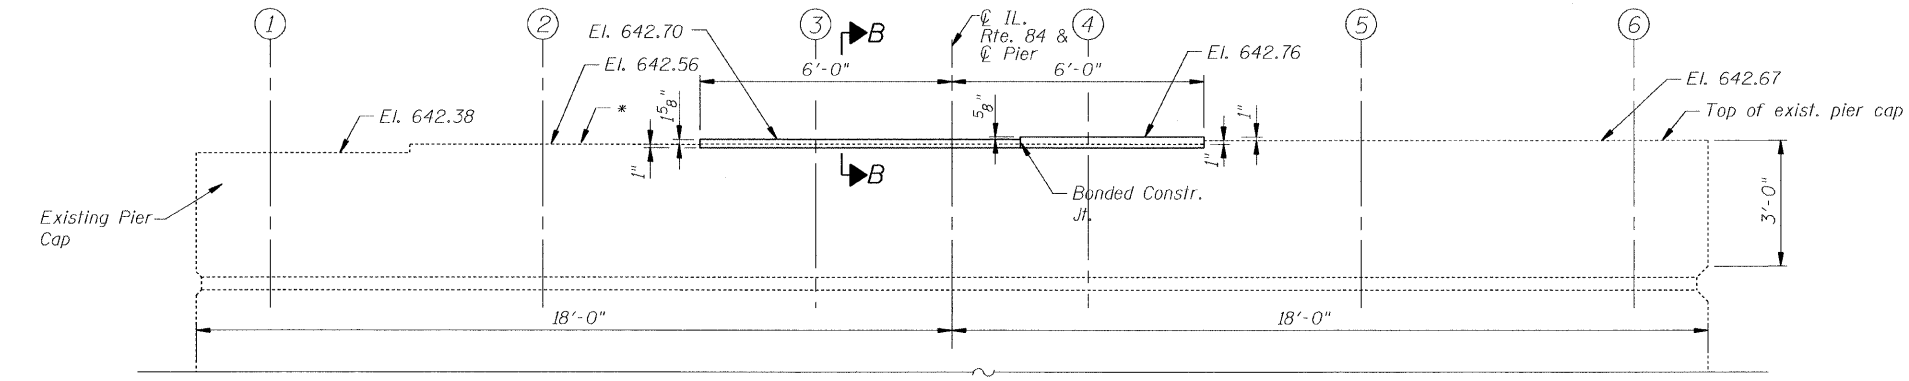 1
2
3
4
5
6
El. 642.70
B
℄ IL.
Rte. 84 &
℄ Pier
El. 642.56
6'-0"
6'-0"
El. 642.76
El. 642.67
El. 642.38
*
1 5/8"
5/8"
1"
Top of exist. pier cap
1"
1"
B
Bonded Constr.
Jt.
Existing Pier
Cap
3'-0"
18'-0"
18'-0"